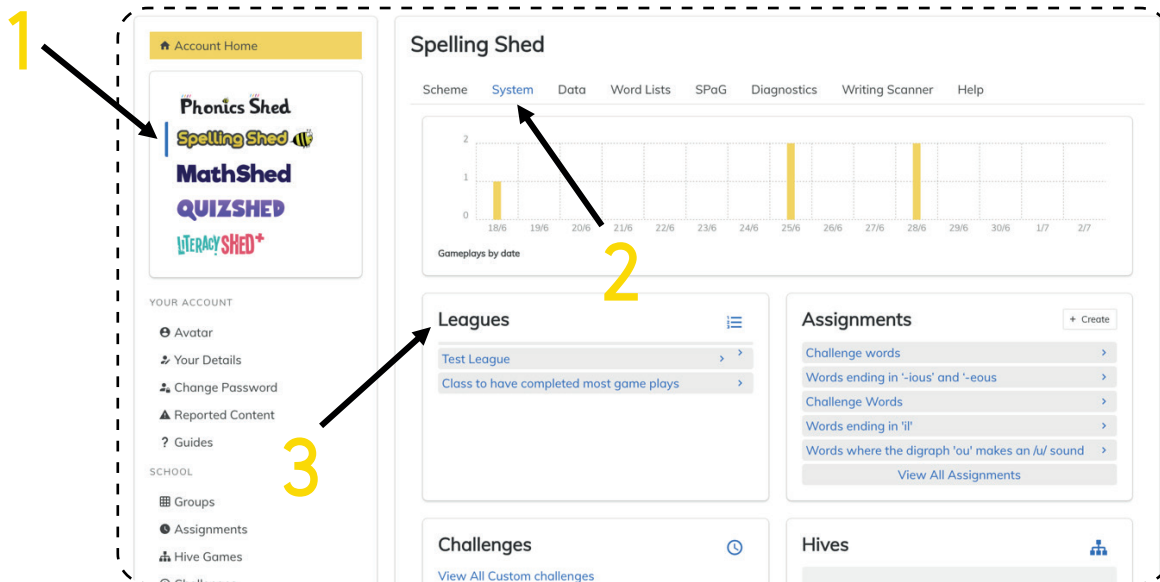 1
Account Home
Phonics Shed
Spelling Shed
MathShed
QUIZSHED
LITERACY SHED+
YOUR ACCOUNT
Avatar
Your Details
Change Password
Reported Content
? Guides
SCHOOL
Groups
Assignments
Hive Games
Challenges
Spelling Shed
Scheme System Data Word Lists SPaG Diagnostics Writing Scanner Help
2
1
0
18/6 19/6 20/6 21/6 22/6 23/6 24/6 25/6 26/6 27/6 28/6 29/6 30/6 1/7 2/7
Gameplays by date
2
3
Leagues
Test League
Class to have completed most game plays
Assignments
+ Create
Challenge words
Words ending in '-ious' and '-eous
Challenge Words
Words ending in 'il'
Words where the digraph 'ou' makes an /u/ sound
View All Assignments
Challenges
View All Custom challenges
Hives